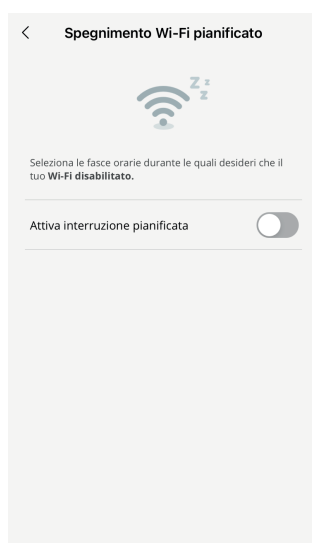 Spegnimento Wi-Fi pianificato
Z z
z
Seleziona le fasce orarie durante le quali desideri che il
tuo Wi-Fi disabilitato.
Attiva interruzione pianificata